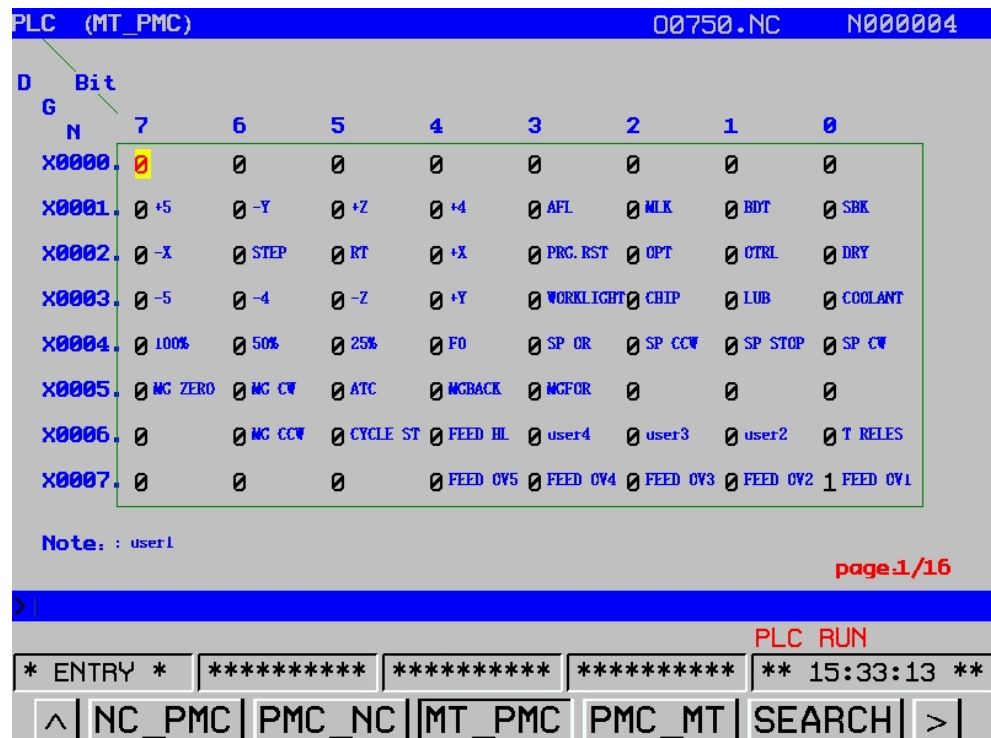 PLC (MT_PMC) O0750.NC N000004
D Bit
G
N 7 6 5 4 3 2 1 0
X0000. 0 0 0 0 0 0 0 0
X0001. 0 +5 0 -Y 0 +Z 0 +4 0 AFL 0 MLK 0 BDT 0 SBK
X0002. 0 -X 0 STEP 0 RT 0 +X 0 PRG.RST 0 OPT 0 OTRL 0 DRY
X0003. 0 -5 0 -4 0 -Z 0 +Y 0 WORKLIGHT 0 CHIP 0 LUB 0 COOLANT
X0004. 0 100% 0 50% 0 25% 0 F0 0 SP OR 0 SP CCW 0 SP STOP 0 SP CW
X0005. 0 MG ZERO 0 MG CW 0 ATC 0 MGBACK 0 MGFOR 0 0 0
X0006. 0 0 MG CCW 0 CYCLE ST 0 FEED HL 0 user4 0 user3 0 user2 0 T RELES
X0007. 0 0 0 0 FEED OV5 0 FEED OV4 0 FEED OV3 0 FEED OV2 1 FEED OV1
Note: : user1
page:1/16
>
PLC RUN
* ENTRY * ********** ********** ********** ** 15:33:13 **
^ NC_PMC PMC_NC MT_PMC PMC_MT SEARCH >